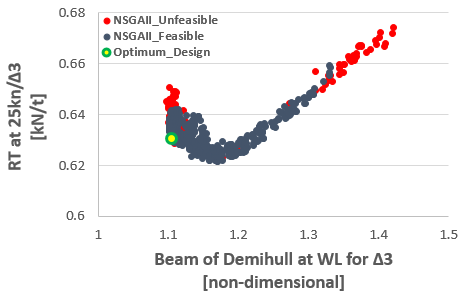 0.68
0.66
0.64
0.62
0.6
RT at 25kn/Δ3
[kN/t]
NSGAII_Unfeasible
NSGAII_Feasible
Optimum_Design
1
1.1
1.2
1.3
1.4
1.5
Beam of Demihull at WL for Δ3
[non-dimensional]